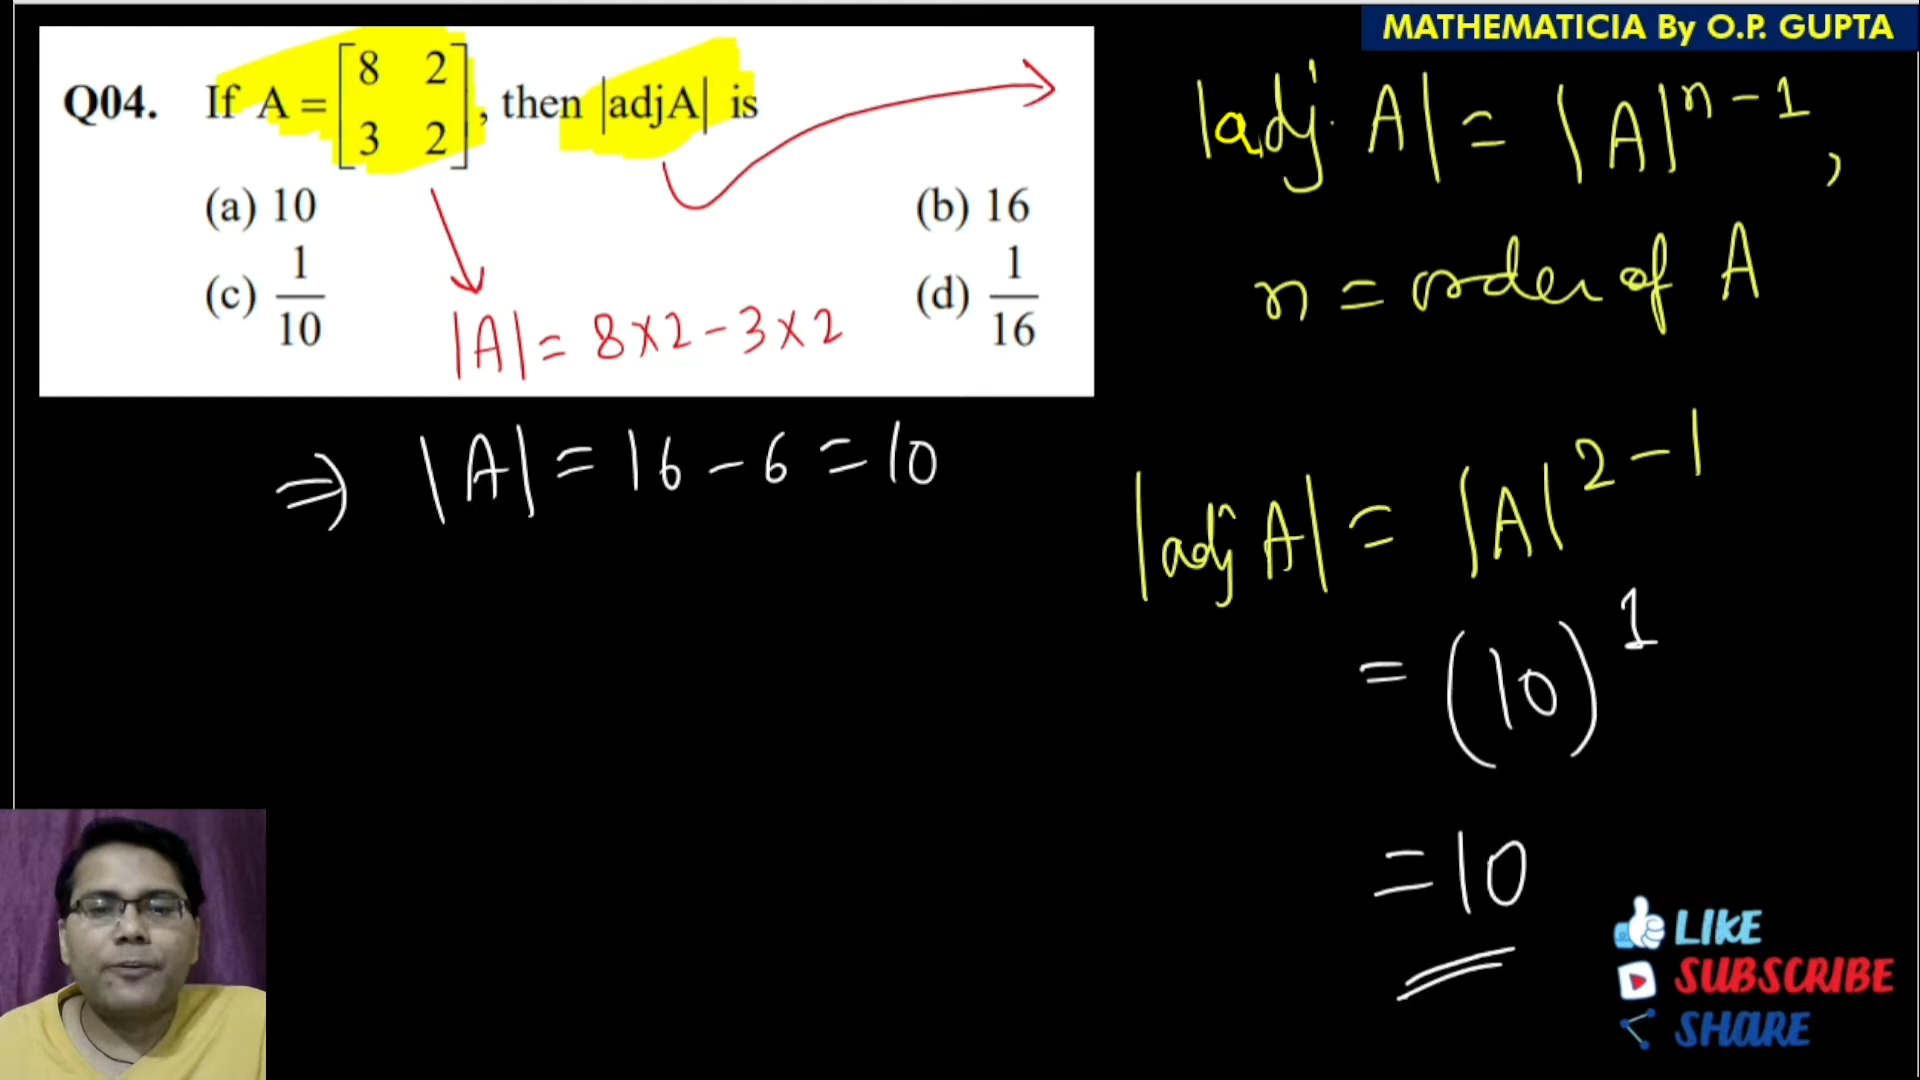 MATHEMATICIA By O.P. GUPTA
Q04. If A = [8 2; 3 2], then |adjA| is
(a) 10 (b) 16
(c) 1/10 (d) 1/16
|A| = 8×2-3×2
⇒ |A| = 16-6 = 10
|adj. A| = |A|^(n-1),
n = order of A
|adj A| = |A|^(2-1)
= (10)^1
= 10
LIKE
SUBSCRIBE
SHARE